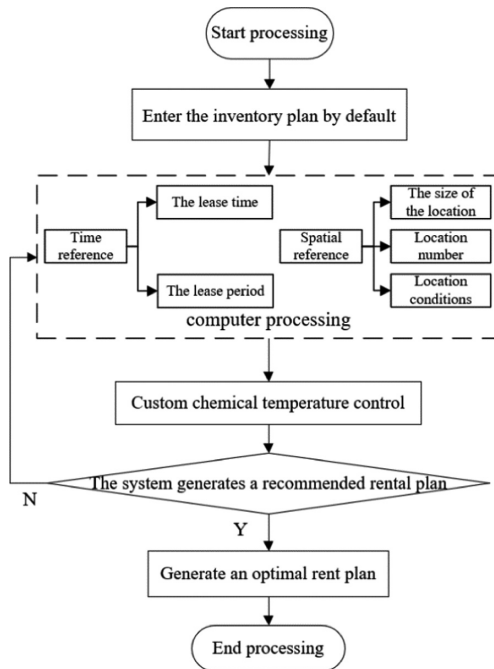 Start processing
Enter the inventory plan by default
The lease time
Time
reference
The lease period
Spatial
reference
The size of
the location
Location
number
Location
conditions
computer processing
Custom chemical temperature control
The system generates a recommended rental plan
N
Y
Generate an optimal rent plan
End processing